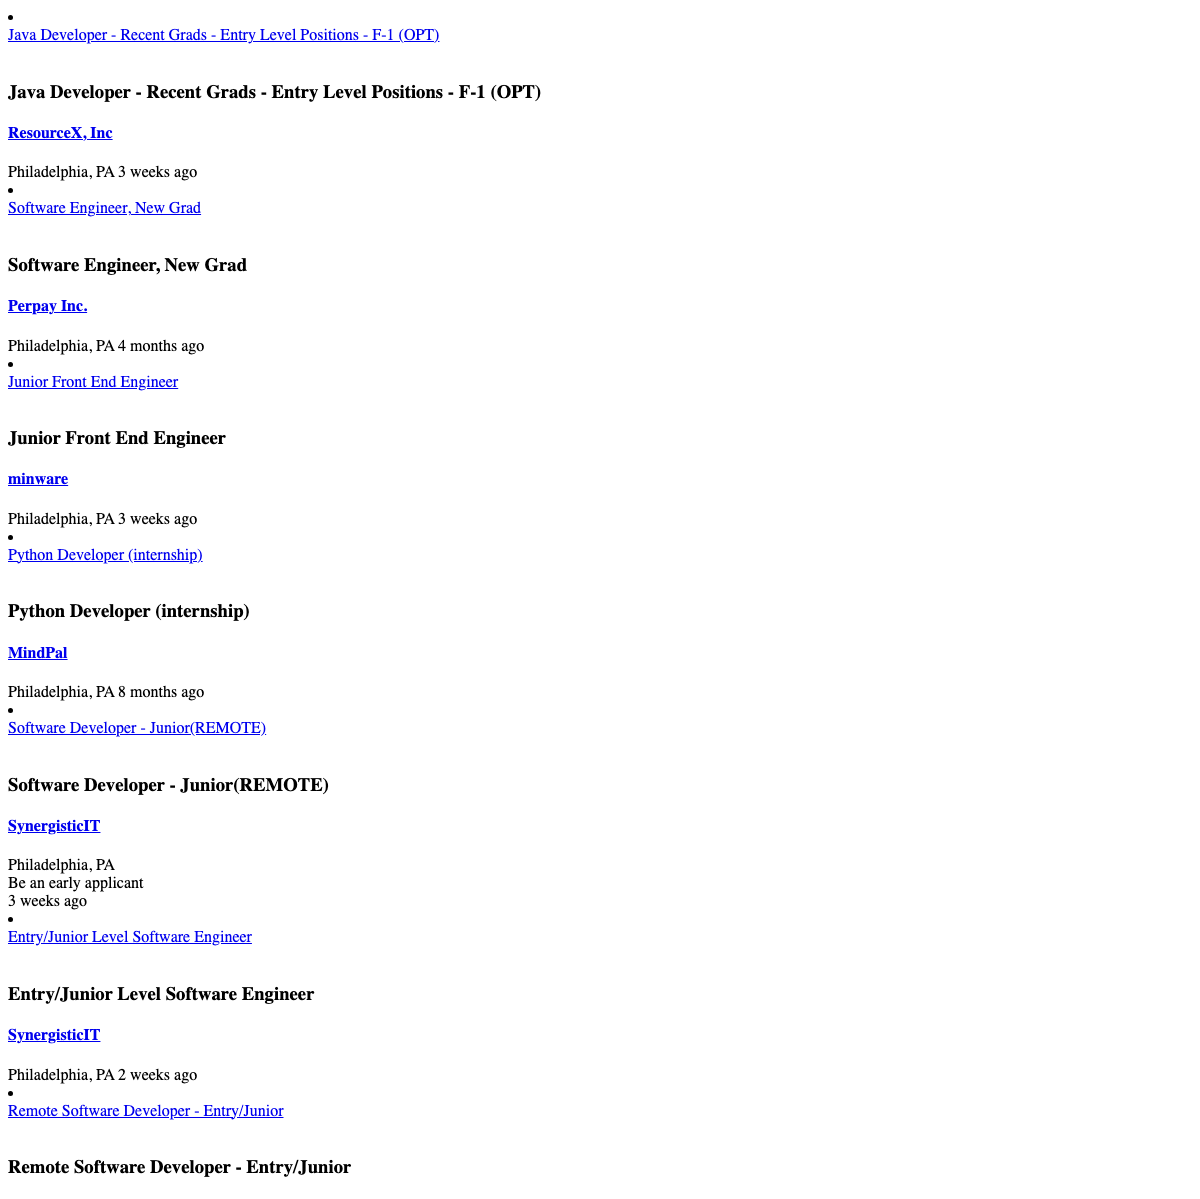 Java Developer - Recent Grads - Entry Level Positions - F-1 (OPT)
Java Developer - Recent Grads - Entry Level Positions - F-1 (OPT)
ResourceX, Inc
Philadelphia, PA 3 weeks ago
Software Engineer, New Grad
Software Engineer, New Grad
Perpay Inc.
Philadelphia, PA 4 months ago
Junior Front End Engineer
Junior Front End Engineer
minware
Philadelphia, PA 3 weeks ago
Python Developer (internship)
Python Developer (internship)
MindPal
Philadelphia, PA 8 months ago
Software Developer - Junior(REMOTE)
Software Developer - Junior(REMOTE)
SynergisticIT
Philadelphia, PA
Be an early applicant
3 weeks ago
Entry/Junior Level Software Engineer
Entry/Junior Level Software Engineer
SynergisticIT
Philadelphia, PA 2 weeks ago
Remote Software Developer - Entry/Junior
Remote Software Developer - Entry/Junior